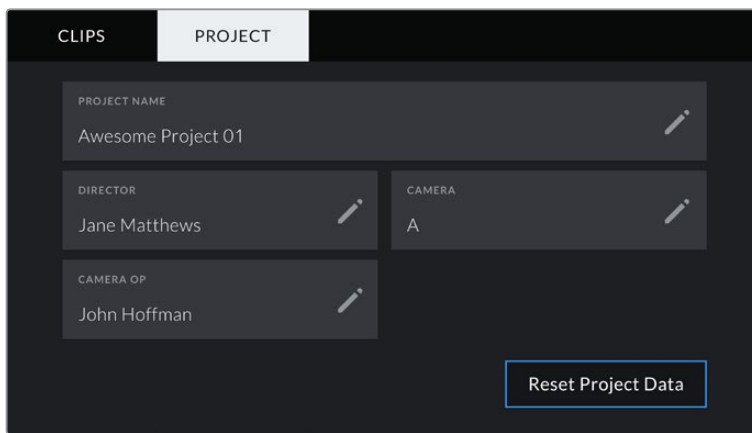 CLIPS
PROJECT
PROJECT NAME
Awesome Project 01
DIRECTOR
Jane Matthews
CAMERA
A
CAMERA OP
John Hoffman
Reset Project Data